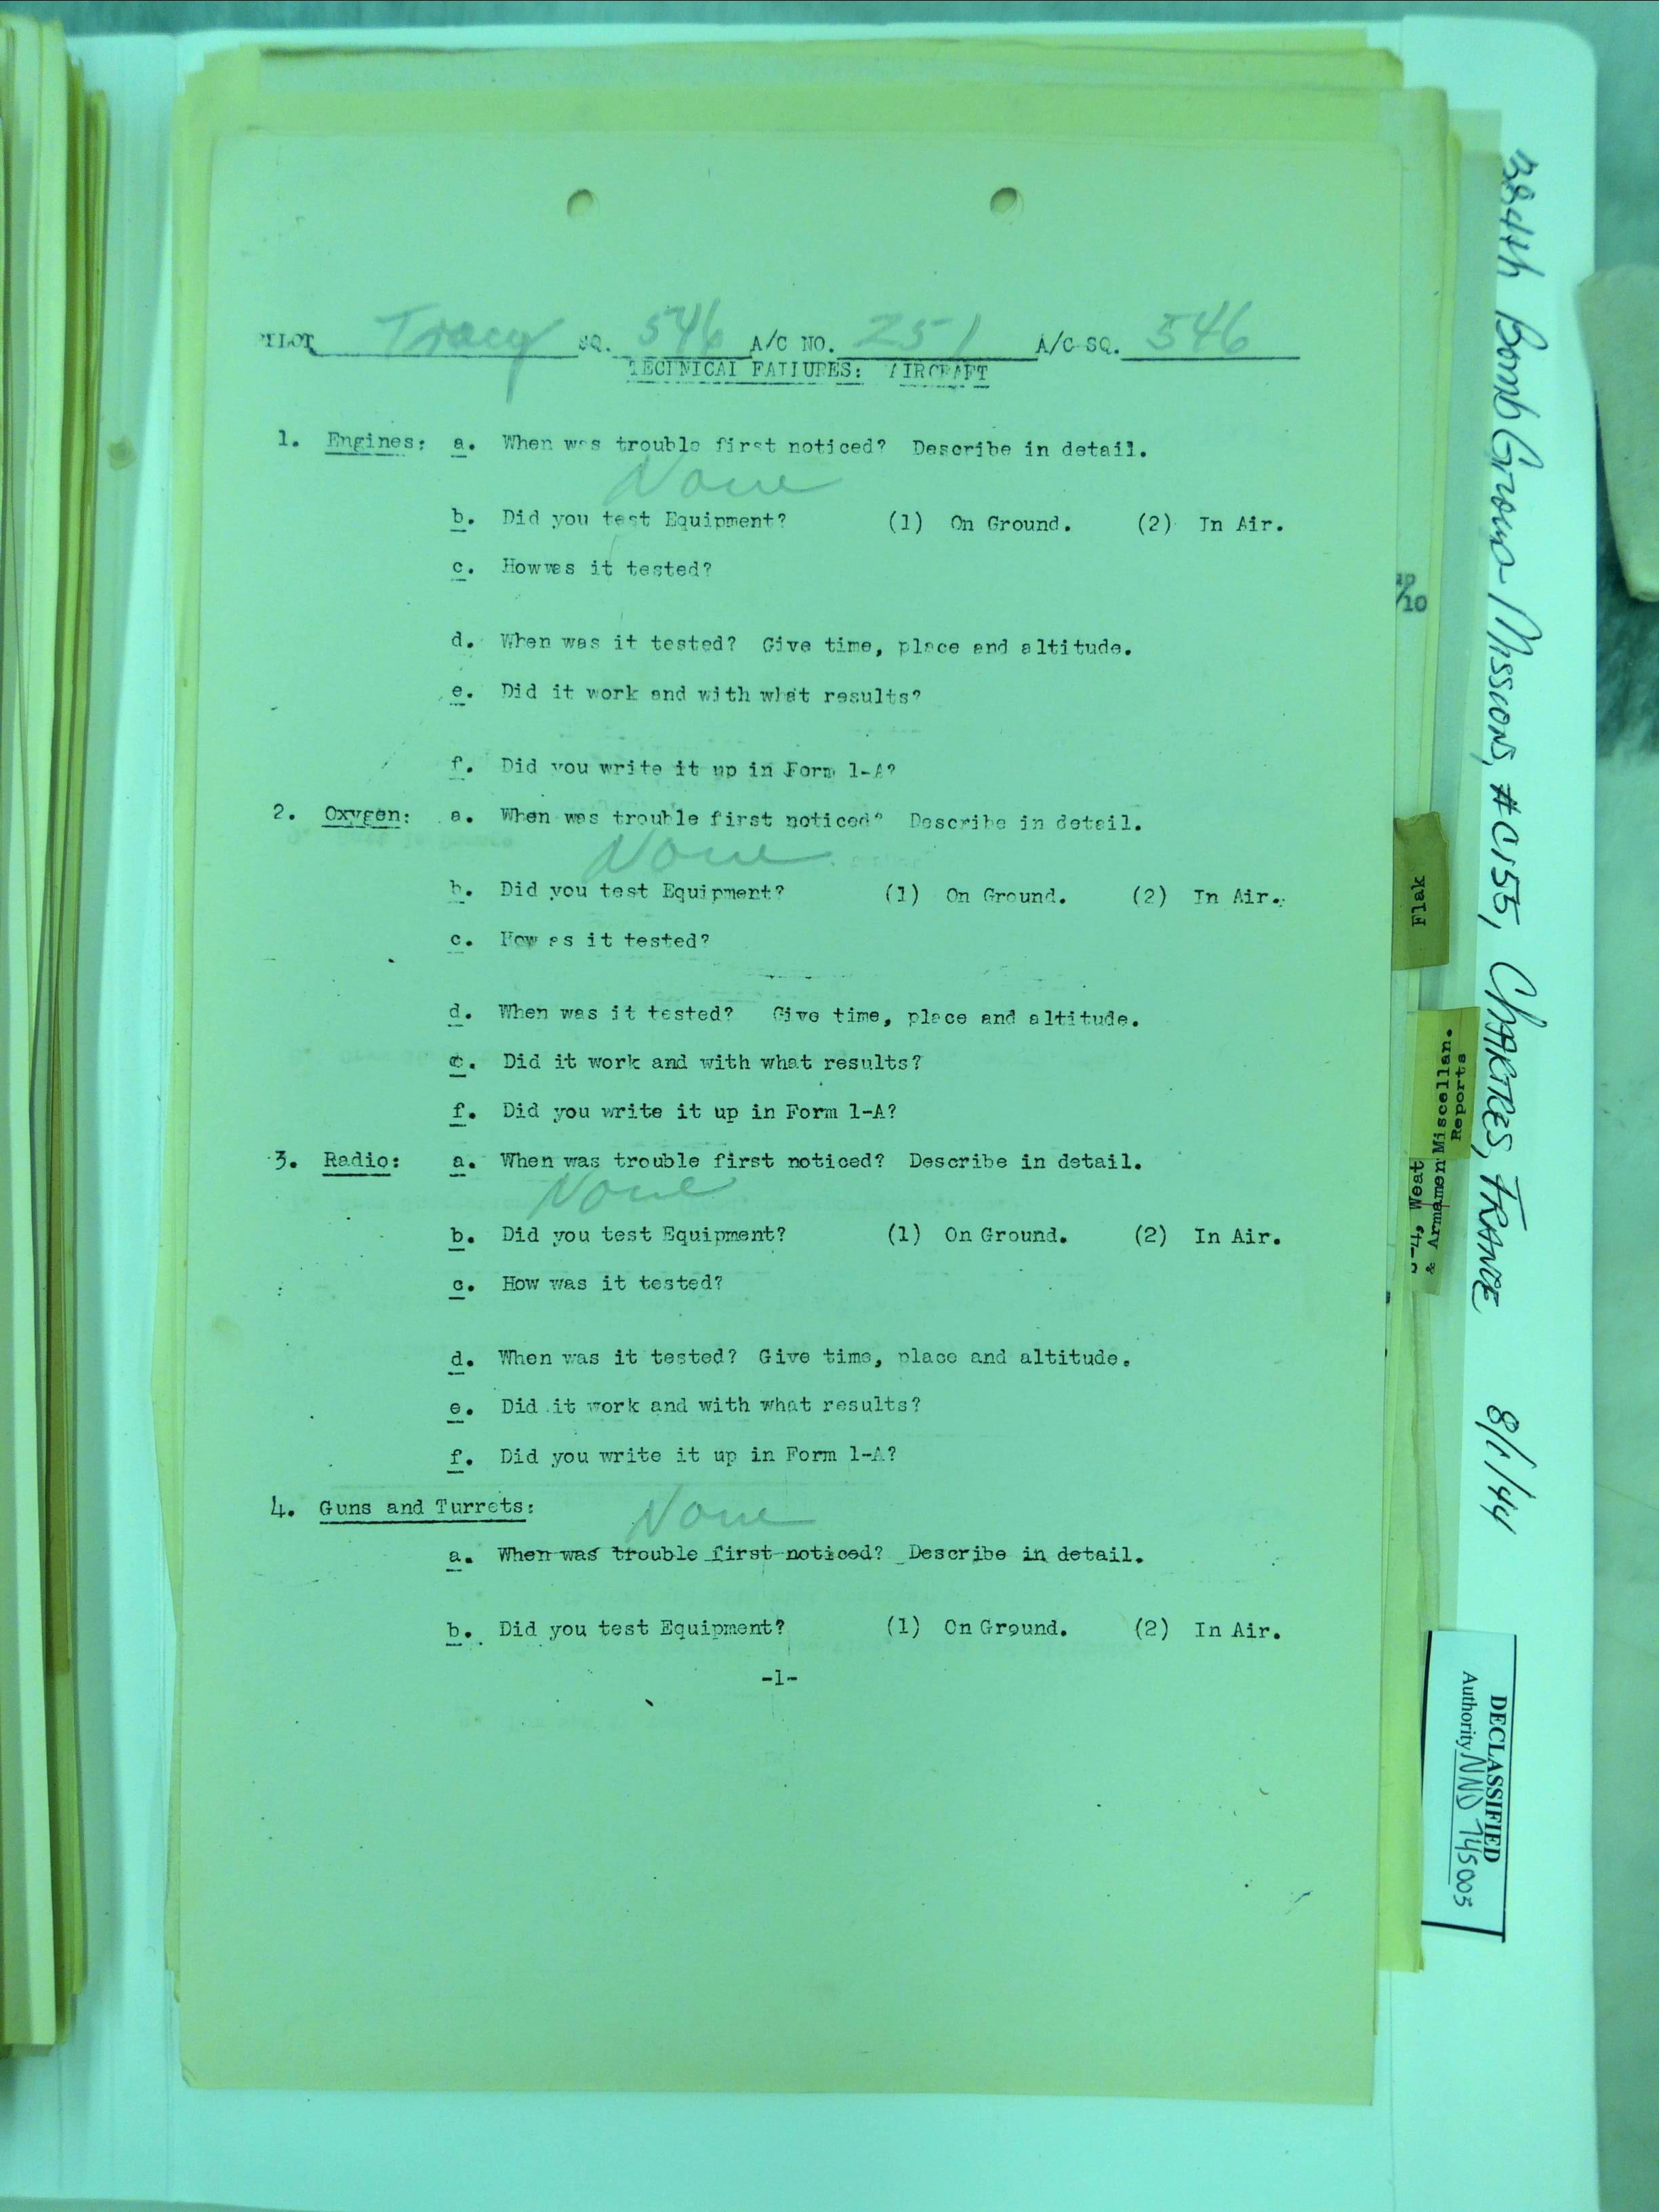 PILOT Tracy SQ. 546 A/C NO. 251 A/C SQ. 546
TECHNICAL FAILURES: AIRCRAFT
1. Engines: a. When was trouble first noticed? Describe in detail.
None
b. Did you test Equipment? (1) On Ground. (2) In Air.
c. How was it tested?
d. When was it tested? Give time, place and altitude.
e. Did it work and with what results?
f. Did you write it up in Form 1-A?
2. Oxygen: a. When was trouble first noticed? Describe in detail.
None
b. Did you test Equipment? (1) On Ground. (2) In Air.
c. How as it tested?
d. When was it tested? Give time, place and altitude.
e. Did it work and with what results?
f. Did you write it up in Form 1-A?
3. Radio: a. When was trouble first noticed? Describe in detail.
None
b. Did you test Equipment? (1) On Ground. (2) In Air.
c. How was it tested?
d. When was it tested? Give time, place and altitude.
e. Did it work and with what results?
f. Did you write it up in Form 1-A?
4. Guns and Turrets: None
a. When was trouble first noticed? Describe in detail.
b. Did you test Equipment? (1) On Ground. (2) In Air.
-1-
384th Bomb Group Missions, #C155, CHARTRES, FRANCE 8/1/44
/10
Flak
Miscellan.
Reports
Weat
& Armamen
DECLASSIFIED
Authority NND 745005